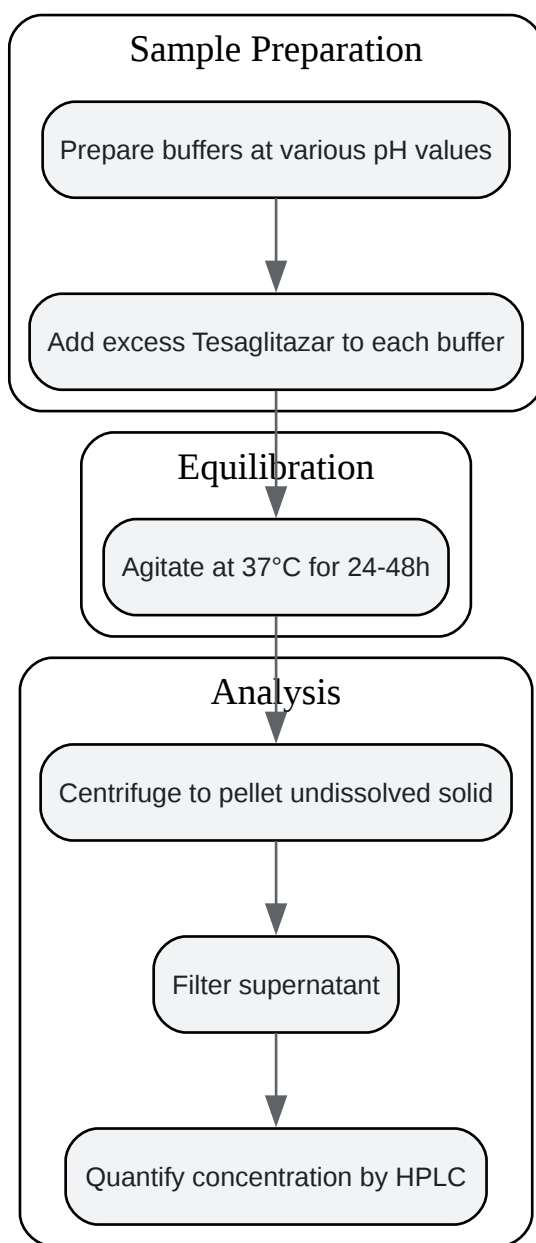 Sample Preparation
Prepare buffers at various pH values
Add excess Tesaglitazar to each buffer
Equilibration
Agitate at 37°C for 24-48h
Analysis
Centrifuge to pellet undissolved solid
Filter supernatant
Quantify concentration by HPLC